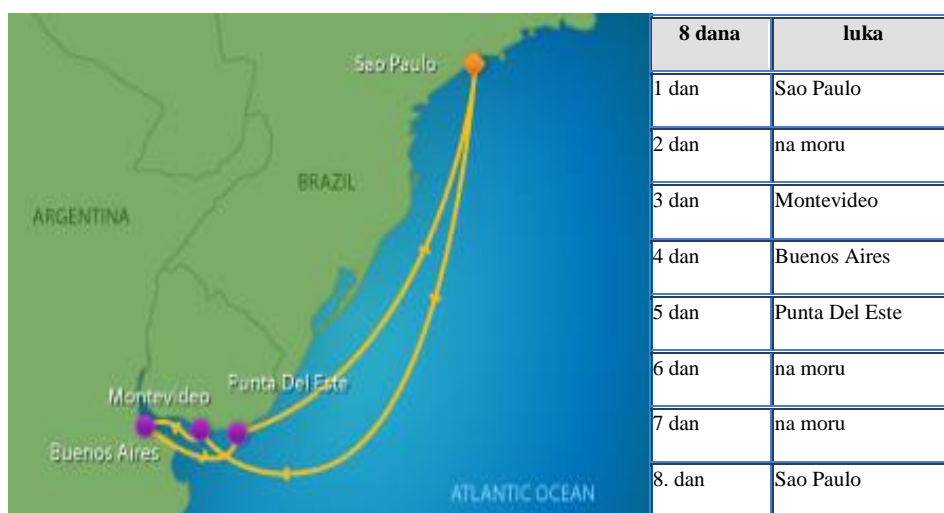 Sao Paulo
BRAZIL
ARGENTINA
Montevideo
Punta Del Este
Buenos Aires
ATLANTIC OCEAN
8 dana luka
1 dan Sao Paulo
2 dan na moru
3 dan Montevideo
4 dan Buenos Aires
5 dan Punta Del Este
6 dan na moru
7 dan na moru
8. dan Sao Paulo